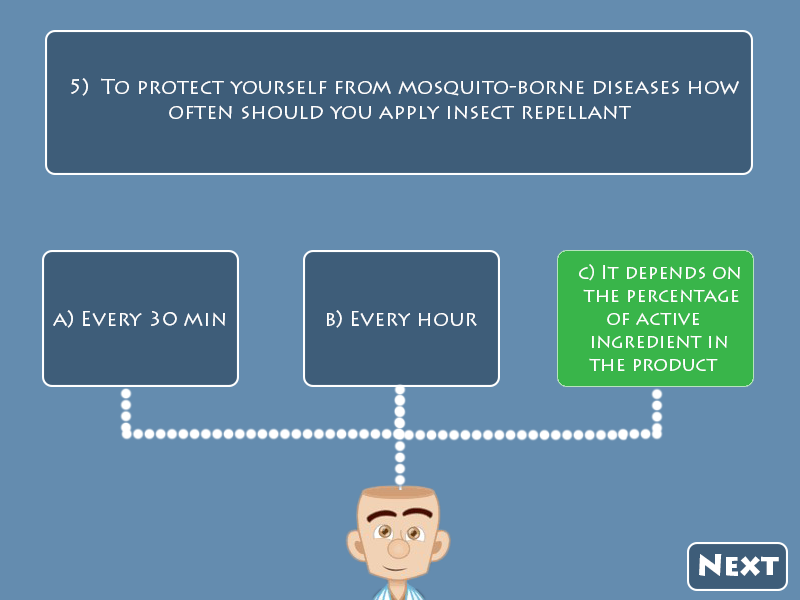 5) To protect yourself from mosquito-borne diseases how
often should you apply insect repellant
a) Every 30 min
b) Every hour
c) It depends on
the percentage
of active
ingredient in
the product
Next